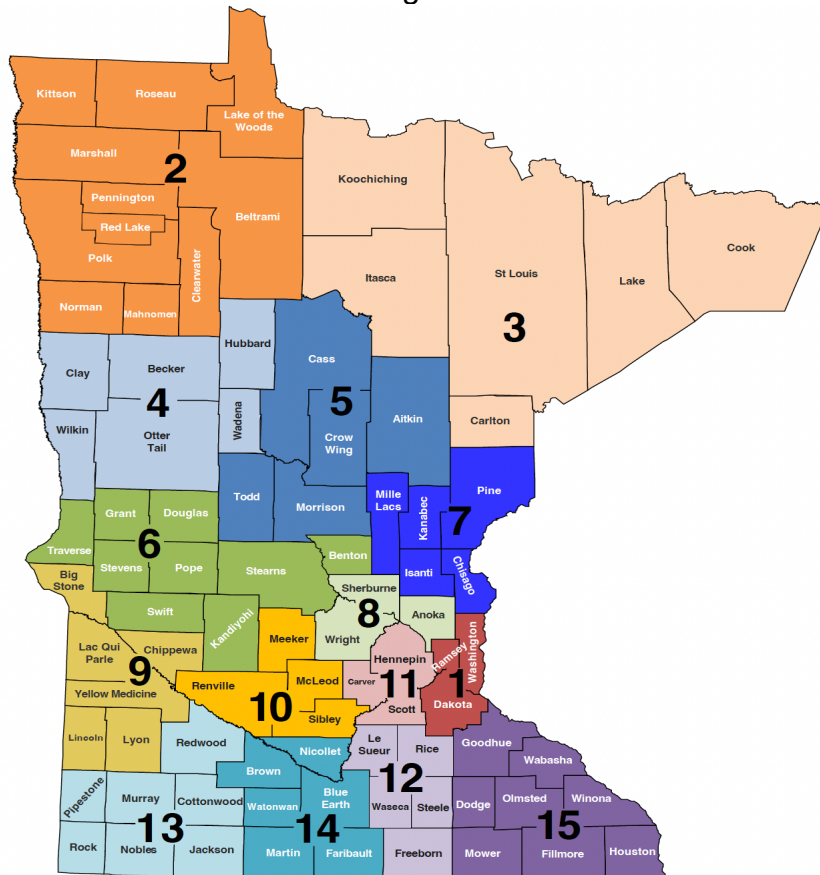 Kittson
Roseau
Lake of the
Woods
Marshall
2
Pennington
Red Lake
Beltrami
Polk
Clearwater
Norman
Mahnomen
Koochiching
Itasca
St Louis
Lake
Cook
3
Carlton
Hubbard
Clay
Becker
4
Wadena
Wilkin
Otter
Tail
Cass
5
Aitkin
Crow
Wing
Todd
Morrison
Mille
Lacs
Kanabec
Pine
7
Isanti
Chisago
Grant
Douglas
6
Traverse
Stevens
Pope
Stearns
Benton
Swift
Kandiyohi
Big
Stone
Sherburne
8
Anoka
Wright
Meeker
Lac Qui
Parle
Chippewa
9
Yellow Medicine
Lincoln
Lyon
Renville
McLeod
10
Sibley
Hennepin
Carver
11
Scott
Ramsey
Washington
1
Dakota
Redwood
Nicollet
Brown
Le
Sueur
Rice
12
Waseca
Steele
Freeborn
Goodhue
Wabasha
Dodge
Olmsted
Winona
15
Mower
Fillmore
Houston
Pipestone
Murray
Cottonwood
13
Rock
Nobles
Jackson
Watonwan
Blue
Earth
14
Martin
Faribault